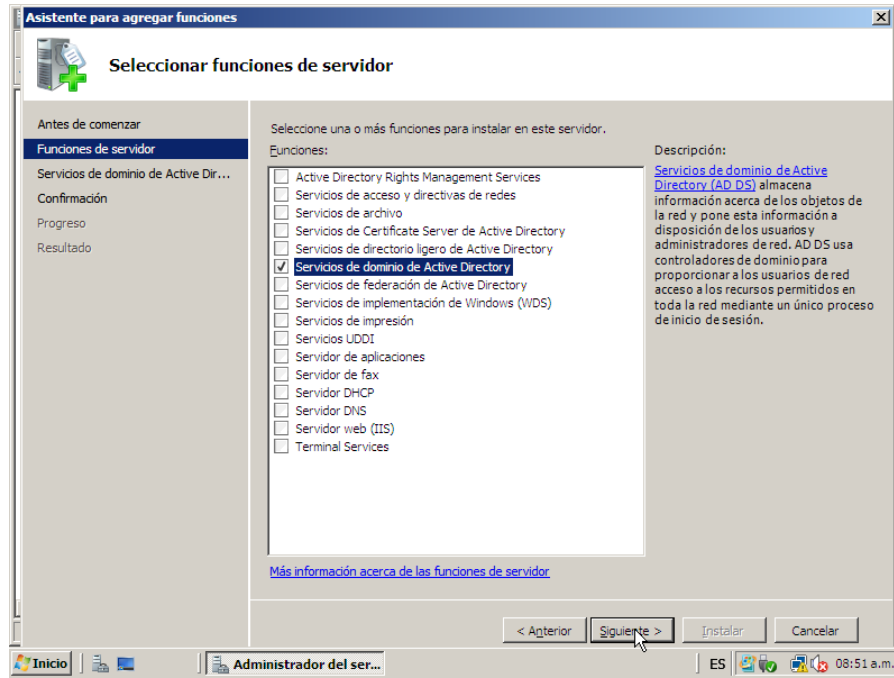 Asistente para agregar funciones
Seleccionar funciones de servidor
Antes de comenzar
Funciones de servidor
Servicios de dominio de Active Dir...
Confirmación
Progreso
Resultado
Seleccione una o más funciones para instalar en este servidor.
Funciones:
Active Directory Rights Management Services
Servicios de acceso y directivas de redes
Servicios de archivo
Servicios de Certificate Server de Active Directory
Servicios de directorio ligero de Active Directory
Servicios de dominio de Active Directory
Servicios de federación de Active Directory
Servicios de implementación de Windows (WDS)
Servicios de impresión
Servicios UDDI
Servidor de aplicaciones
Servidor de fax
Servidor DHCP
Servidor DNS
Servidor web (IIS)
Terminal Services
Más información acerca de las funciones de servidor
Descripción:
Servicios de dominio de Active
Directory (AD DS) almacena
información acerca de los objetos de
la red y pone esta información a
disposición de los usuarios y
administradores de red. AD DS usa
controladores de dominio para
proporcionar a los usuarios de red
acceso a los recursos permitidos en
toda la red mediante un único proceso
de inicio de sesión.
< Anterior
Siguiente >
Instalar
Cancelar
Inicio
Administrador del ser...
ES
08:51 a.m.